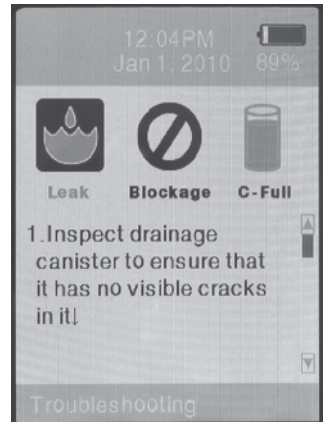 12:04PM
Jan 1, 2010 89%
Leak Blockage C-Full
1.Inspect drainage
canister to ensure that
it has no visible cracks
in it↓
Troubleshooting